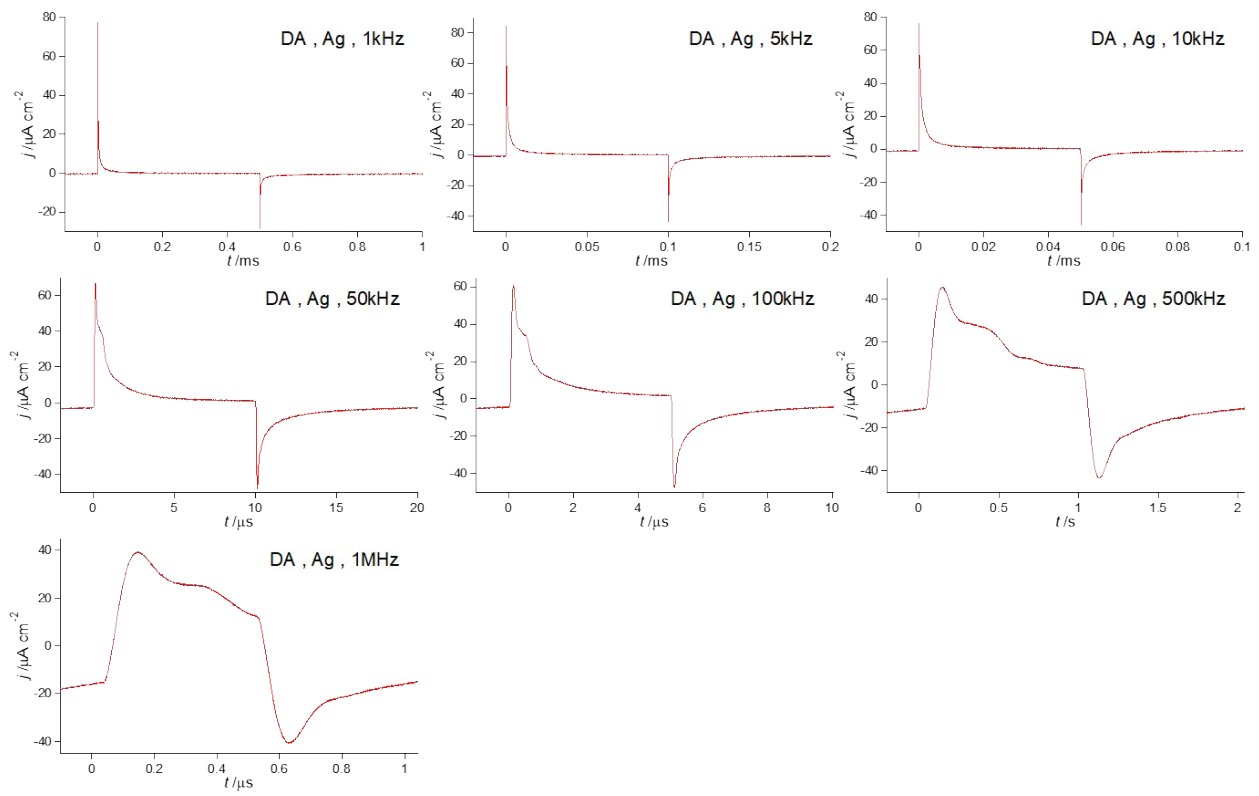 DA , Ag , 1kHz
j /μA cm⁻²
80
60
40
20
0
-20
0 0.2 0.4 0.6 0.8 1
t /ms
DA , Ag , 5kHz
j /μA cm⁻²
80
60
40
20
0
-20
-40
0 0.05 0.1 0.15 0.2
t /ms
DA , Ag , 10kHz
j /μA cm⁻²
80
60
40
20
0
-20
-40
0 0.02 0.04 0.06 0.08 0.1
t /ms
DA , Ag , 50kHz
j /μA cm⁻²
60
40
20
0
-20
-40
0 5 10 15 20
t /μs
DA , Ag , 100kHz
j /μA cm⁻²
60
40
20
0
-20
-40
0 2 4 6 8 10
t /μs
DA , Ag , 500kHz
j /μA cm⁻²
40
20
0
-20
-40
0 0.5 1 1.5 2
t /s
DA , Ag , 1MHz
j /μA cm⁻²
40
20
0
-20
-40
0 0.2 0.4 0.6 0.8 1
t /μs